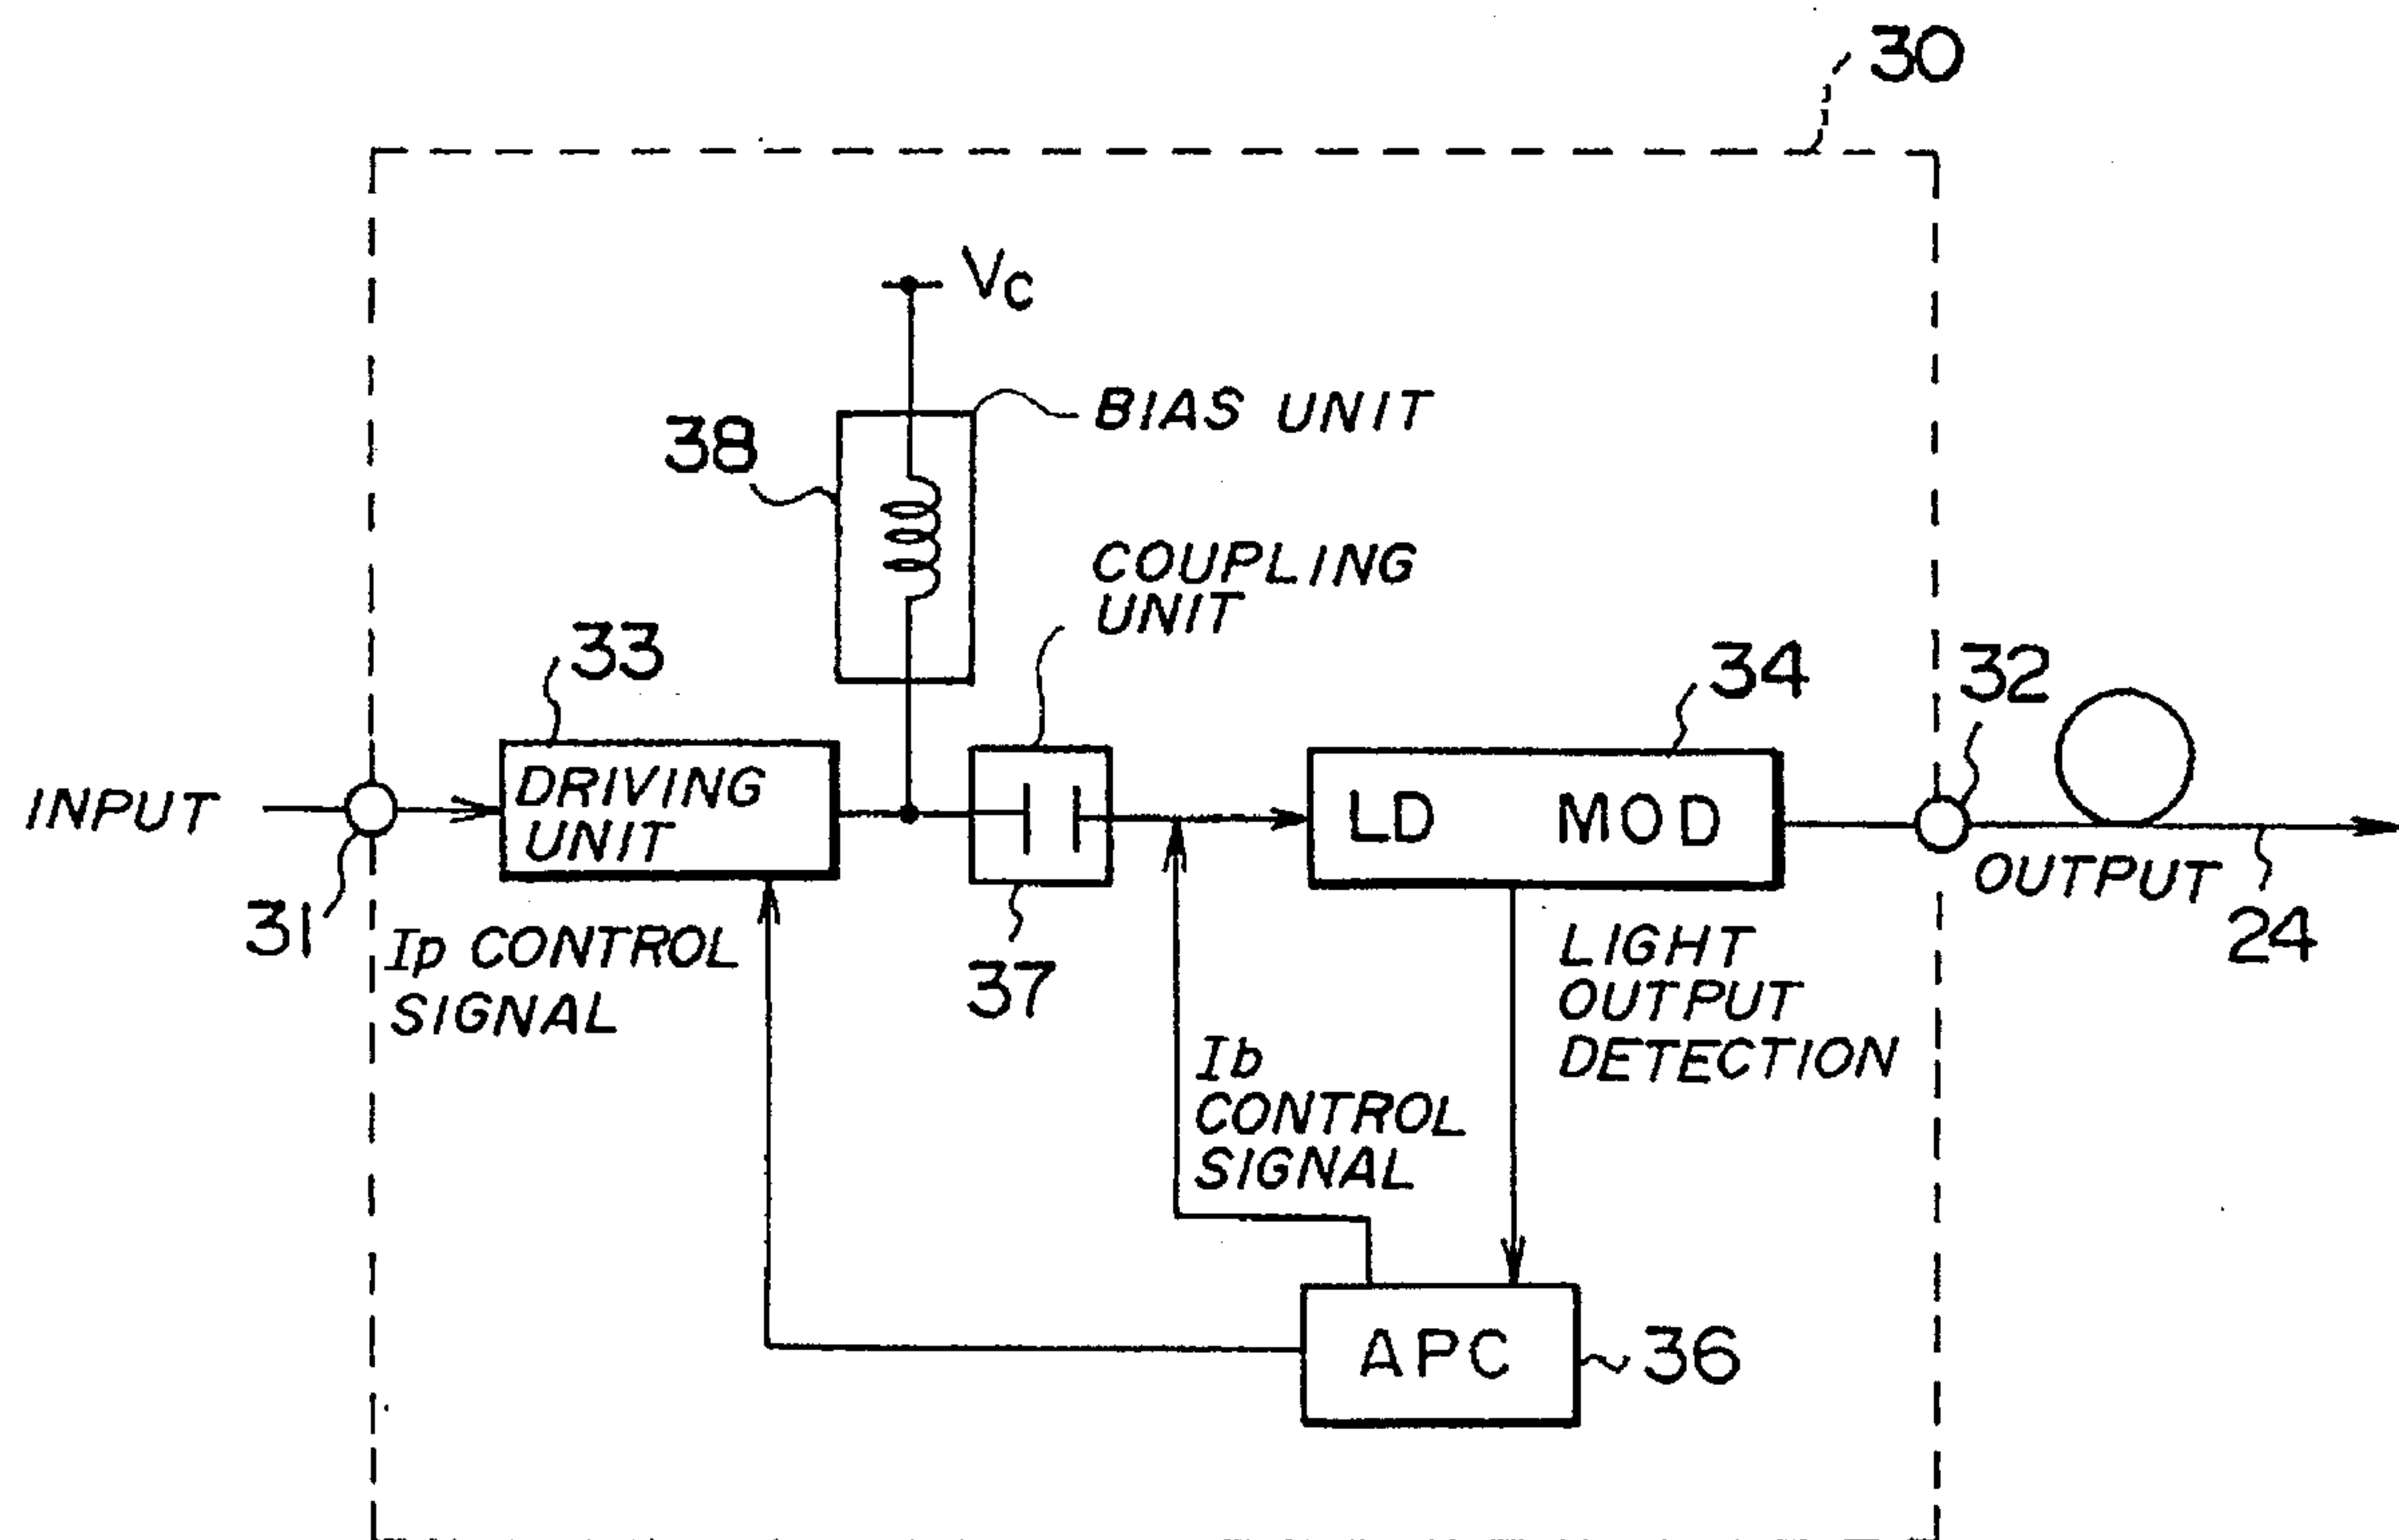 30
Vc
BIAS UNIT
38
COUPLING
UNIT
33
34
32
INPUT
DRIVING
UNIT
LD MOD
OUTPUT
31
24
Ip CONTROL
SIGNAL
37
LIGHT
OUTPUT
DETECTION
Ib
CONTROL
SIGNAL
APC
36